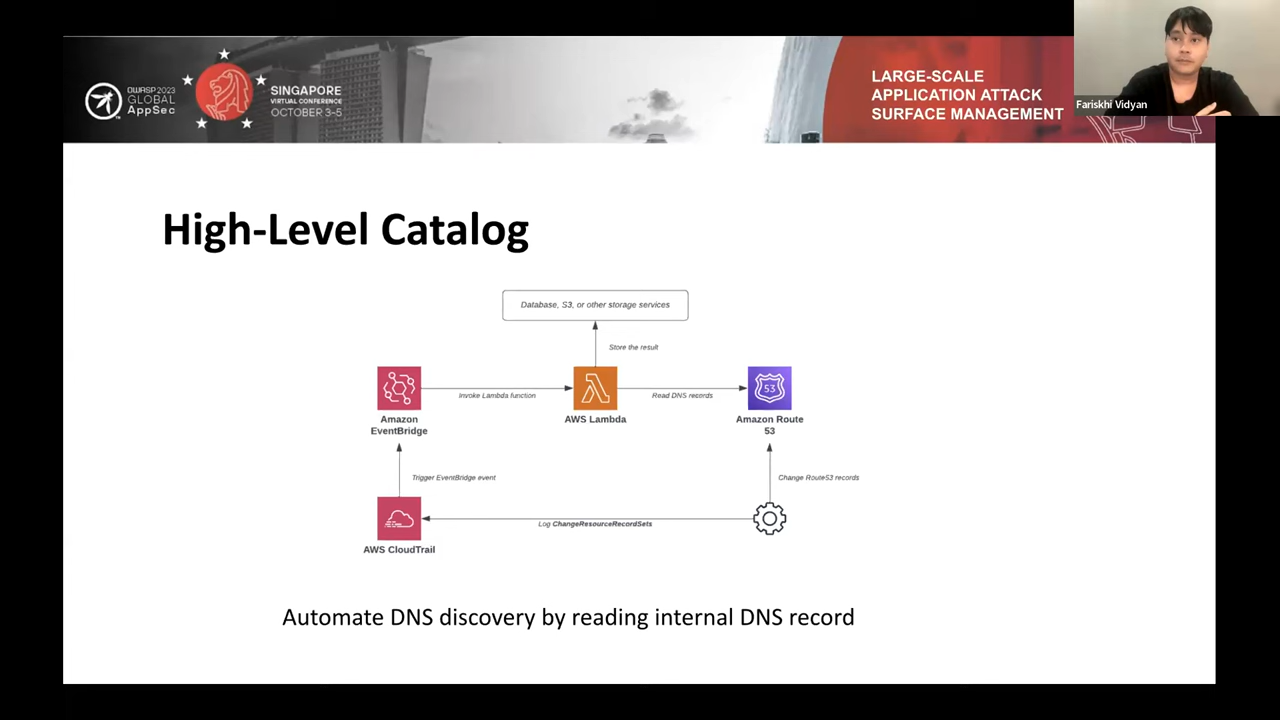 OWASP 2023
GLOBAL
AppSec
SINGAPORE
VIRTUAL CONFERENCE
OCTOBER 3-5
LARGE-SCALE
APPLICATION ATTACK
SURFACE MANAGEMENT
Fariskhi Vidyan
High-Level Catalog
Database, S3, or other storage services
Store the result
Invoke Lambda function
Read DNS records
53
Amazon
EventBridge
AWS Lambda
Amazon Route
53
Trigger EventBridge event
Change Route53 records
Log ChangeResourceRecordSets
AWS CloudTrail
Automate DNS discovery by reading internal DNS record